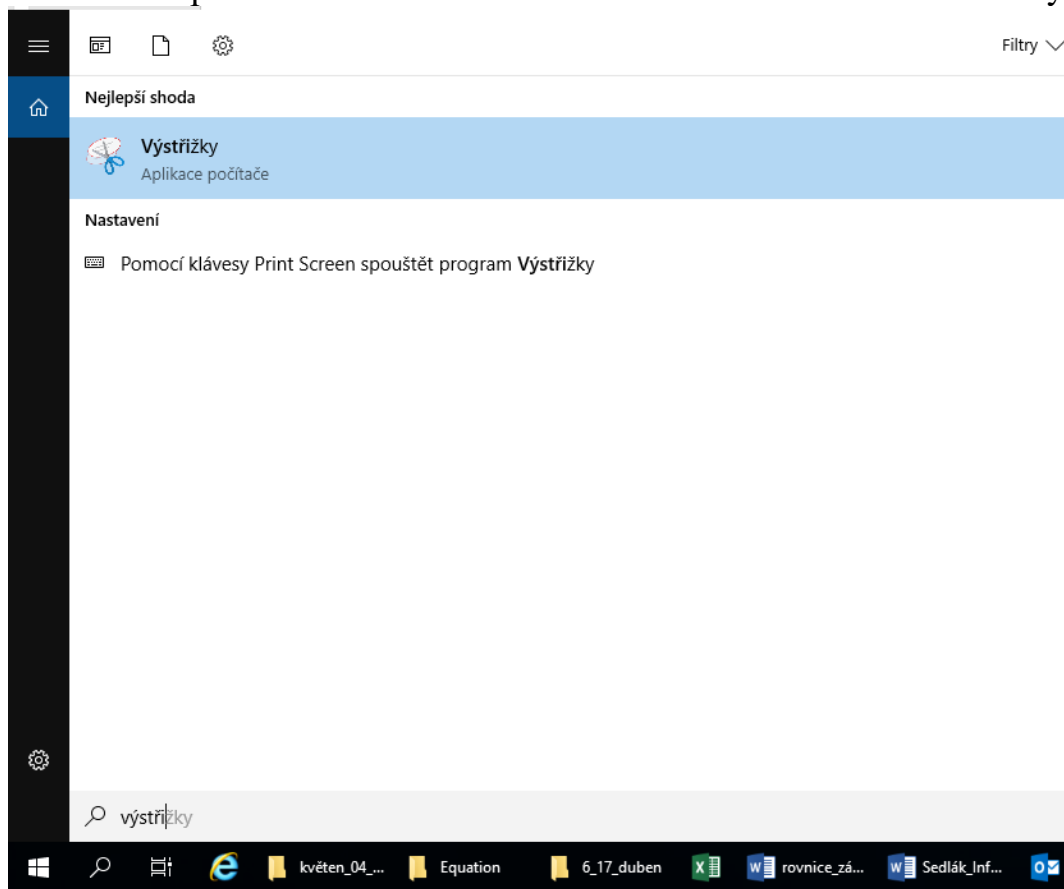 Filtry
Nejlepší shoda
Výstřižky
Aplikace počítače
Nastavení
Pomocí klávesy Print Screen spouštět program Výstřižky
výstřižky
květen_04_... Equation 6_17_duben rovnice_zá... Sedlák_Inf...